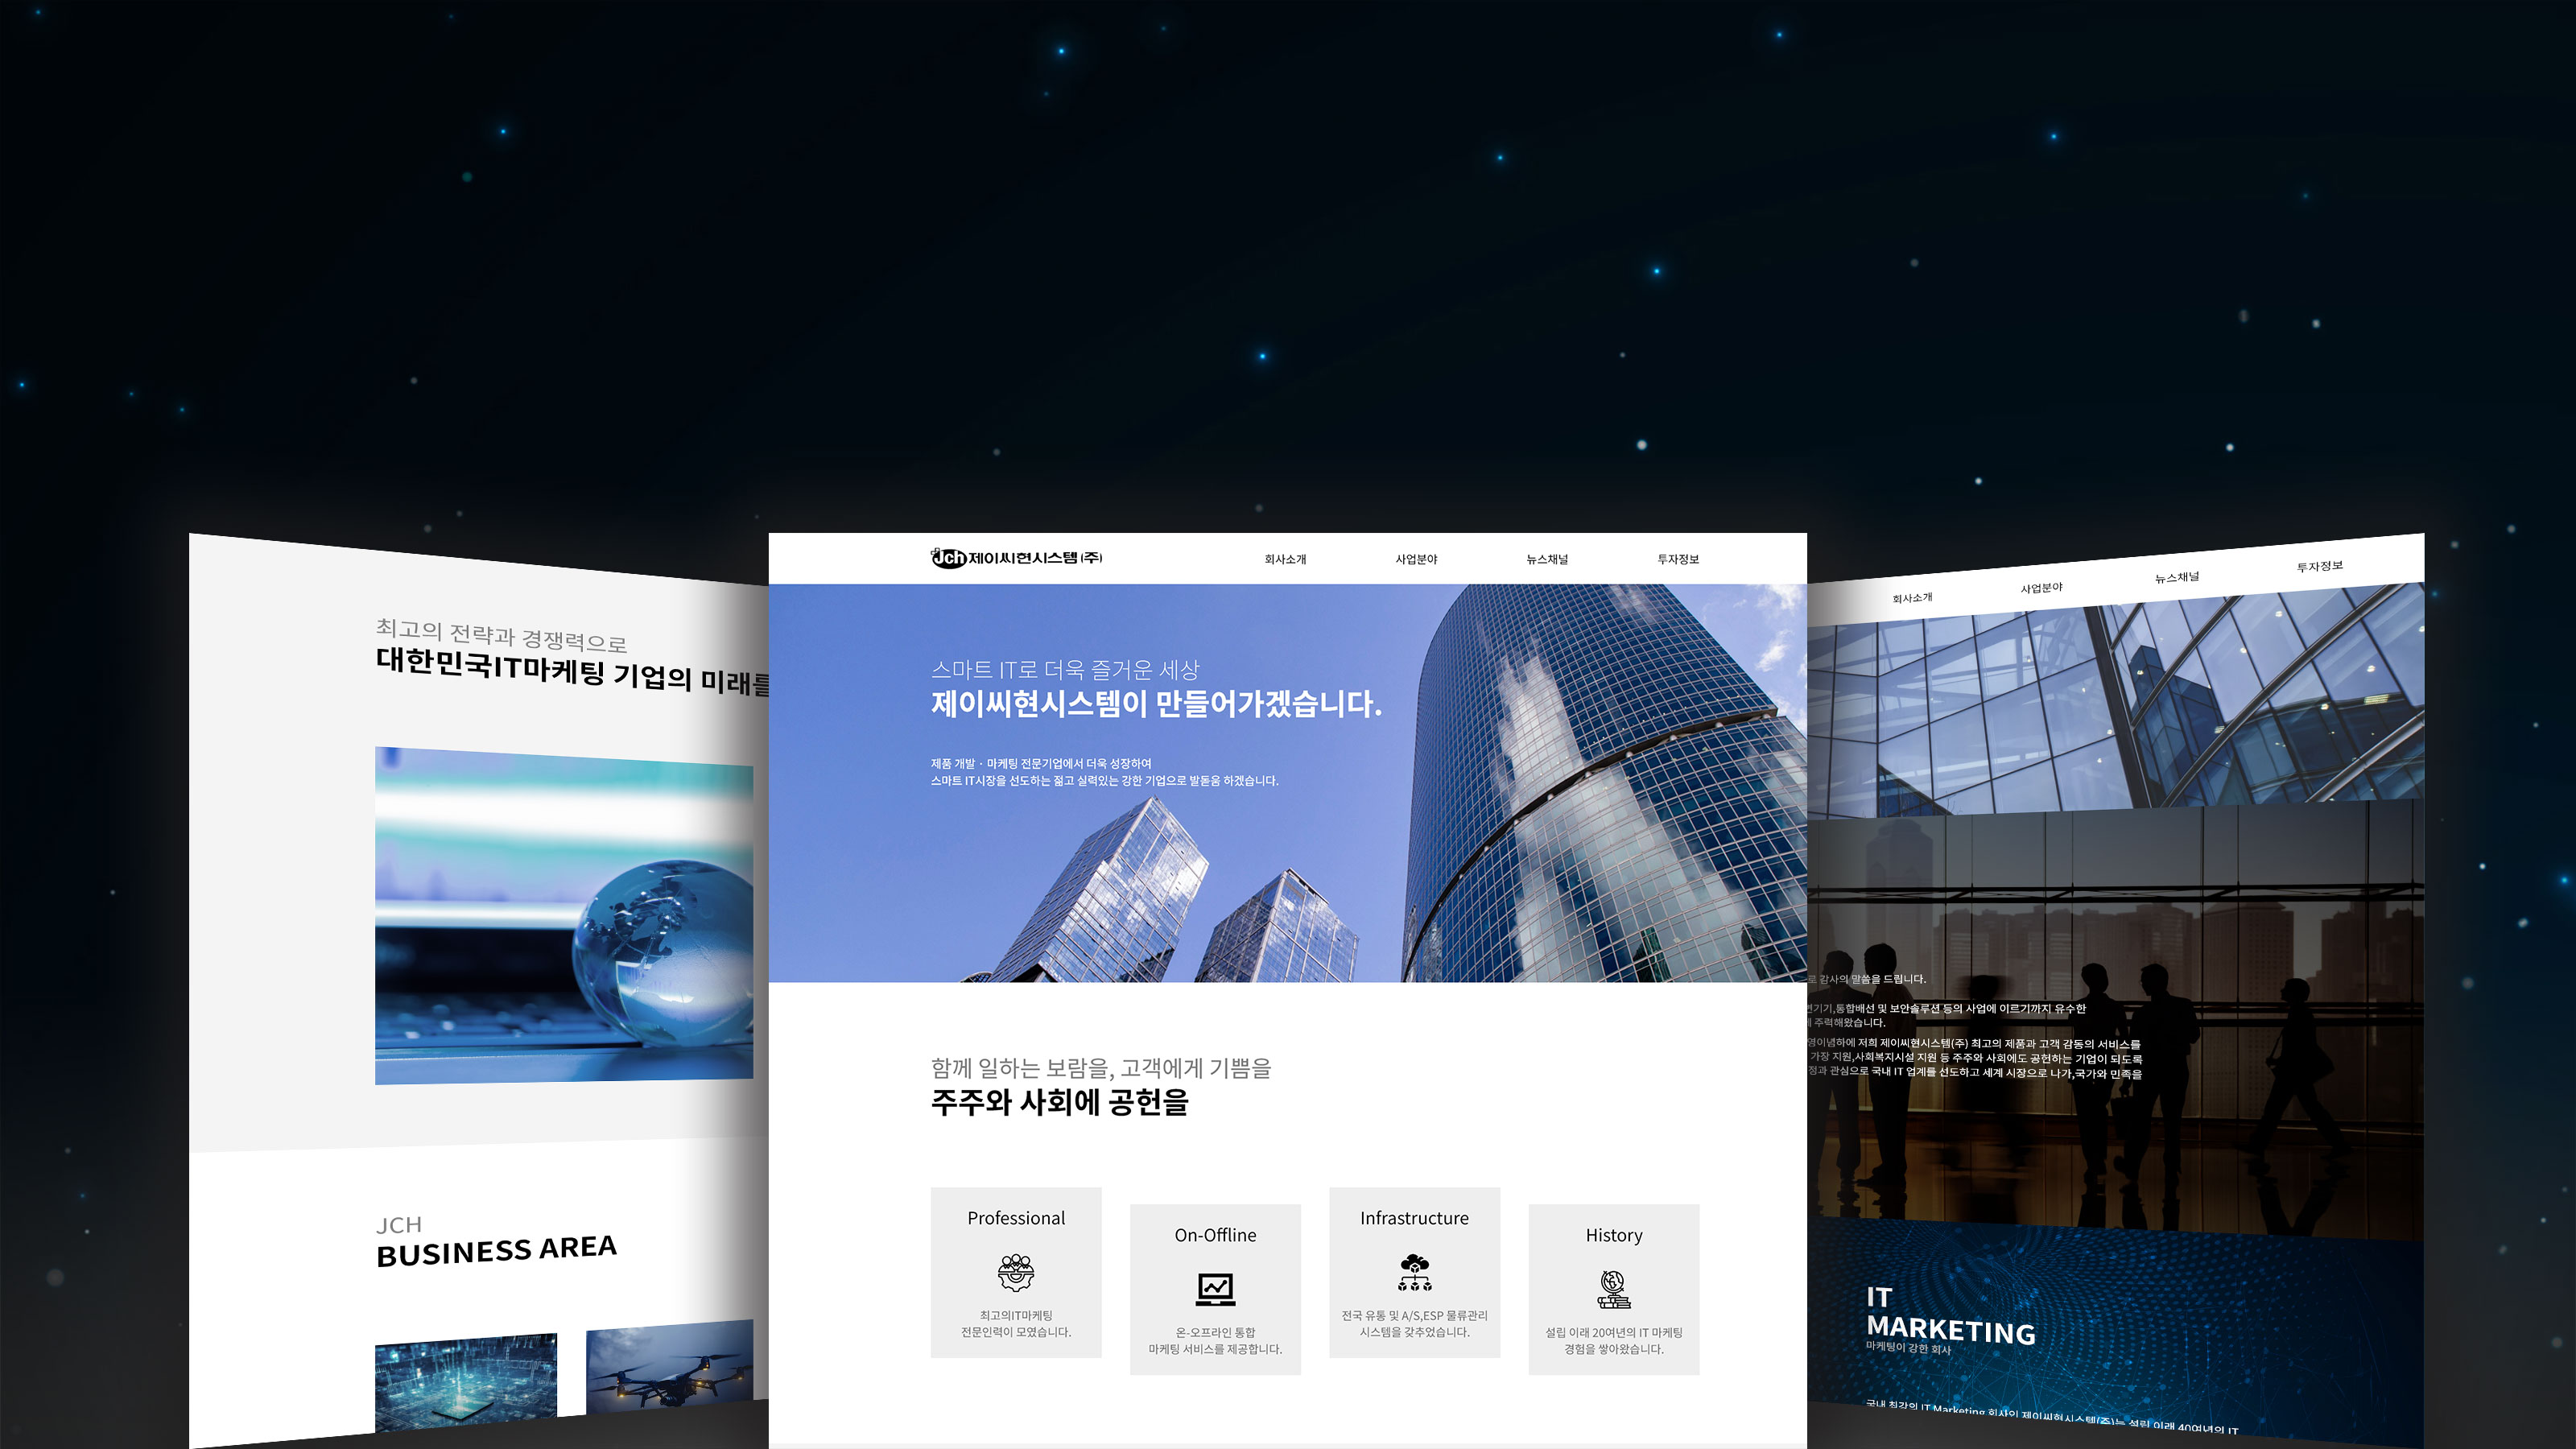 최고의 전략과 경쟁력으로
대한민국IT마케팅 기업의 미래를
JCH
BUSINESS AREA
Jch 제이씨현시스템(주)
회사소개 사업분야 뉴스채널 투자정보
스마트 IT로 더욱 즐거운 세상
제이씨현시스템이 만들어가겠습니다.
제품 개발 · 마케팅 전문기업에서 더욱 성장하여
스마트 IT시장을 선도하는 젊고 실력있는 강한 기업으로 발돋움 하겠습니다.
함께 일하는 보람을, 고객에게 기쁨을
주주와 사회에 공헌을
Professional
최고의IT마케팅
전문인력이 모였습니다.
On-Offline
온-오프라인 통합
마케팅 서비스를 제공합니다.
Infrastructure
전국 유통 및 A/S,ESP 물류관리
시스템을 갖추었습니다.
History
설립 이래 20여년의 IT 마케팅
경험을 쌓아왔습니다.
회사소개 사업분야 뉴스채널 투자정보
로 감사의 말씀을 드립니다.
변기기,통합배선 및 보안솔루션 등의 사업에 이르기까지 유수한
주력해왔습니다.
영이념하에 저희 제이씨현시스템(주) 최고의 제품과 고객 감동의 서비스를
가장 지원,사회복지시설 지원 등 주주와 사회에도 공헌하는 기업이 되도록
정과 관심으로 국내 IT 업계를 선도하고 세계 시장으로 나가,국가와 민족을
IT
MARKETING
마케팅이 강한 회사
국내 최강의 IT Marketing 회사인 제이씨현시스템(주)는 설립 이래 40여년의 IT